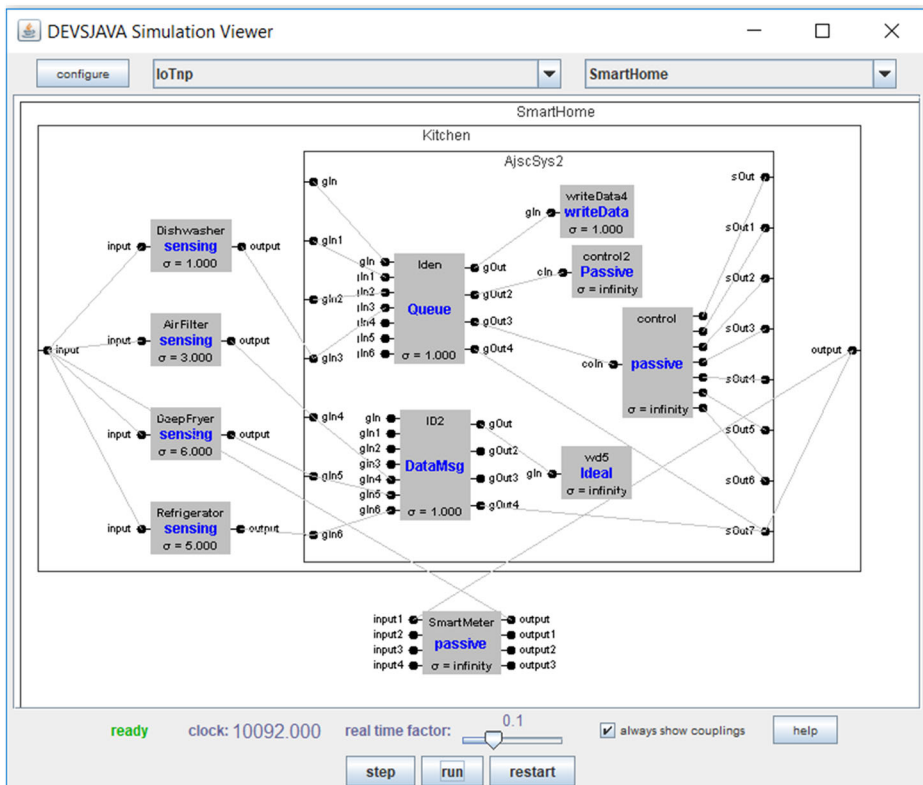 DEVSJAVA Simulation Viewer
configure
IoTnp
SmartHome
SmartHome
Kitchen
AjscSys2
Dishwasher
sensing
σ = 1.000
input
output
AirFilter
sensing
σ = 3.000
input
output
DeepFryer
sensing
σ = 6.000
input
output
Refrigerator
sensing
σ = 5.000
input
output
input
gIn
gIn1
gIn2
gIn3
gIn4
gIn5
gIn6
Iden
Queue
σ = 1.000
gIn
gIn1
gIn2
gIn3
gIn4
gIn5
gIn6
gOut
gOut2
gOut3
gOut4
ID2
DataMsg
σ = 1.000
gIn
gIn1
gIn2
gin3
gIn4
gIn5
gIn6
gOut
gOut2
gOut3
gOut4
writeData4
writeData
σ = 1.000
gIn
control2
Passive
σ = infinity
cIn
control
passive
σ = infinity
coIn
wd5
Ideal
σ = infinity
gIn
sOut
sOut1
sOut2
sOut3
sOut4
sOut5
sOut6
sOut7
output
SmartMeter
passive
σ = infinity
input1
input2
input3
input4
output
output1
output2
output3
ready
clock: 10092.000
real time factor:
0.1
always show couplings
help
step
run
restart